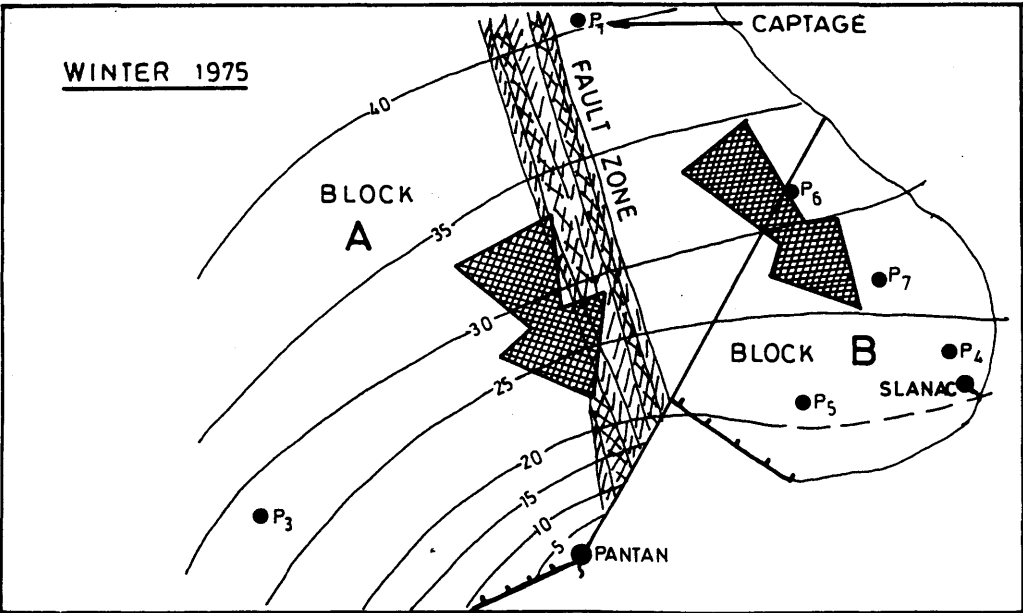 P₁
CAPTAGE
WINTER 1975
FAULT ZONE
40
BLOCK
A
35
P₆
P₇
30
BLOCK B
P₄
SLANAC
25
P₅
20
15
P₃
10
5
PANTAN